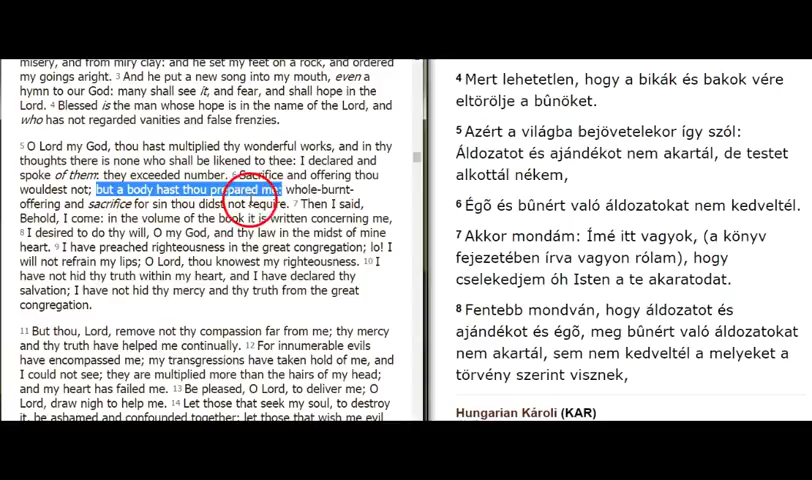 misery, and from miry clay: and he set my feet on a rock, and ordered
my goings aright. 3 And he put a new song into my mouth, even a
hymn to our God: many shall see it, and fear, and shall hope in the
Lord. 4 Blessed is the man whose hope is in the name of the Lord, and
who has not regarded vanities and false frenzies.
5 O Lord my God, thou hast multiplied thy wonderful works, and in thy
thoughts there is none who shall be likened to thee: I declared and
spoke of them: they exceeded number. 6 Sacrifice and offering thou
wouldest not; but a body hast thou prepared me: whole-burnt-
offering and sacrifice for sin thou didst not require. 7 Then I said,
Behold, I come: in the volume of the book it is written concerning me,
8 I desired to do thy will, O my God, and thy law in the midst of mine
heart. 9 I have preached righteousness in the great congregation; lo! I
will not refrain my lips; O Lord, thou knowest my righteousness. 10 I
have not hid thy truth within my heart, and I have declared thy
salvation; I have not hid thy mercy and thy truth from the great
congregation.
11 But thou, Lord, remove not thy compassion far from me; thy mercy
and thy truth have helped me continually. 12 For innumerable evils
have encompassed me; my transgressions have taken hold of me, and
I could not see; they are multiplied more than the hairs of my head;
and my heart has failed me. 13 Be pleased, O Lord, to deliver me; O
Lord, draw nigh to help me. 14 Let those that seek my soul, to destroy
it, be ashamed and confounded together; let those that wish me evil
4 Mert lehetetlen, hogy a bikák és bakok vére
eltörölje a bûnöket.
5 Azért a világba bejövetelekor így szól:
Áldozatot és ajándékot nem akartál, de testet
alkottál nékem,
6 Égõ és bûnért való áldozatokat nem kedveltél.
7 Akkor mondám: Ímé itt vagyok, (a könyv
fejezetében írva vagyon rólam), hogy
cselekedjem óh Isten a te akaratodat.
8 Fentebb mondván, hogy áldozatot és
ajándékot és égõ, meg bûnért való áldozatokat
nem akartál, sem nem kedveltél a melyeket a
törvény szerint visznek,
Hungarian Károli (KAR)